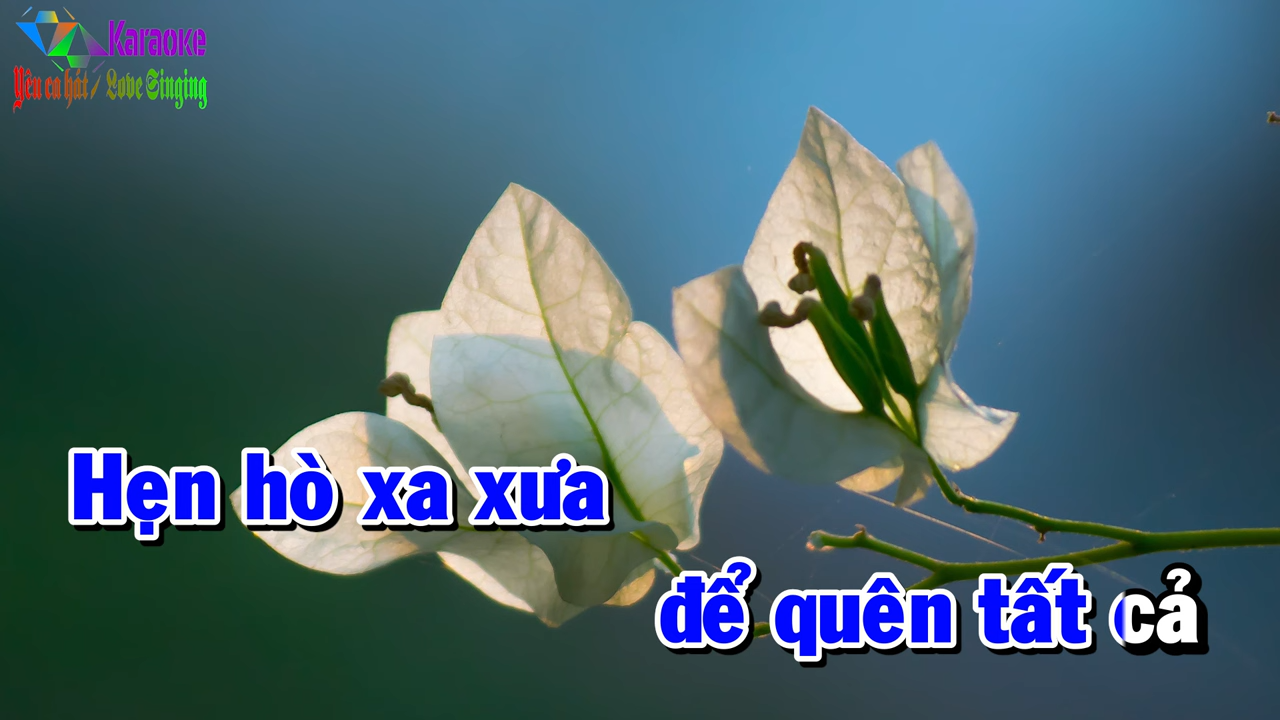 Karaoke
Yêu ca hát / Love Singing
Hẹn hò xa xưa
để quên tất cả